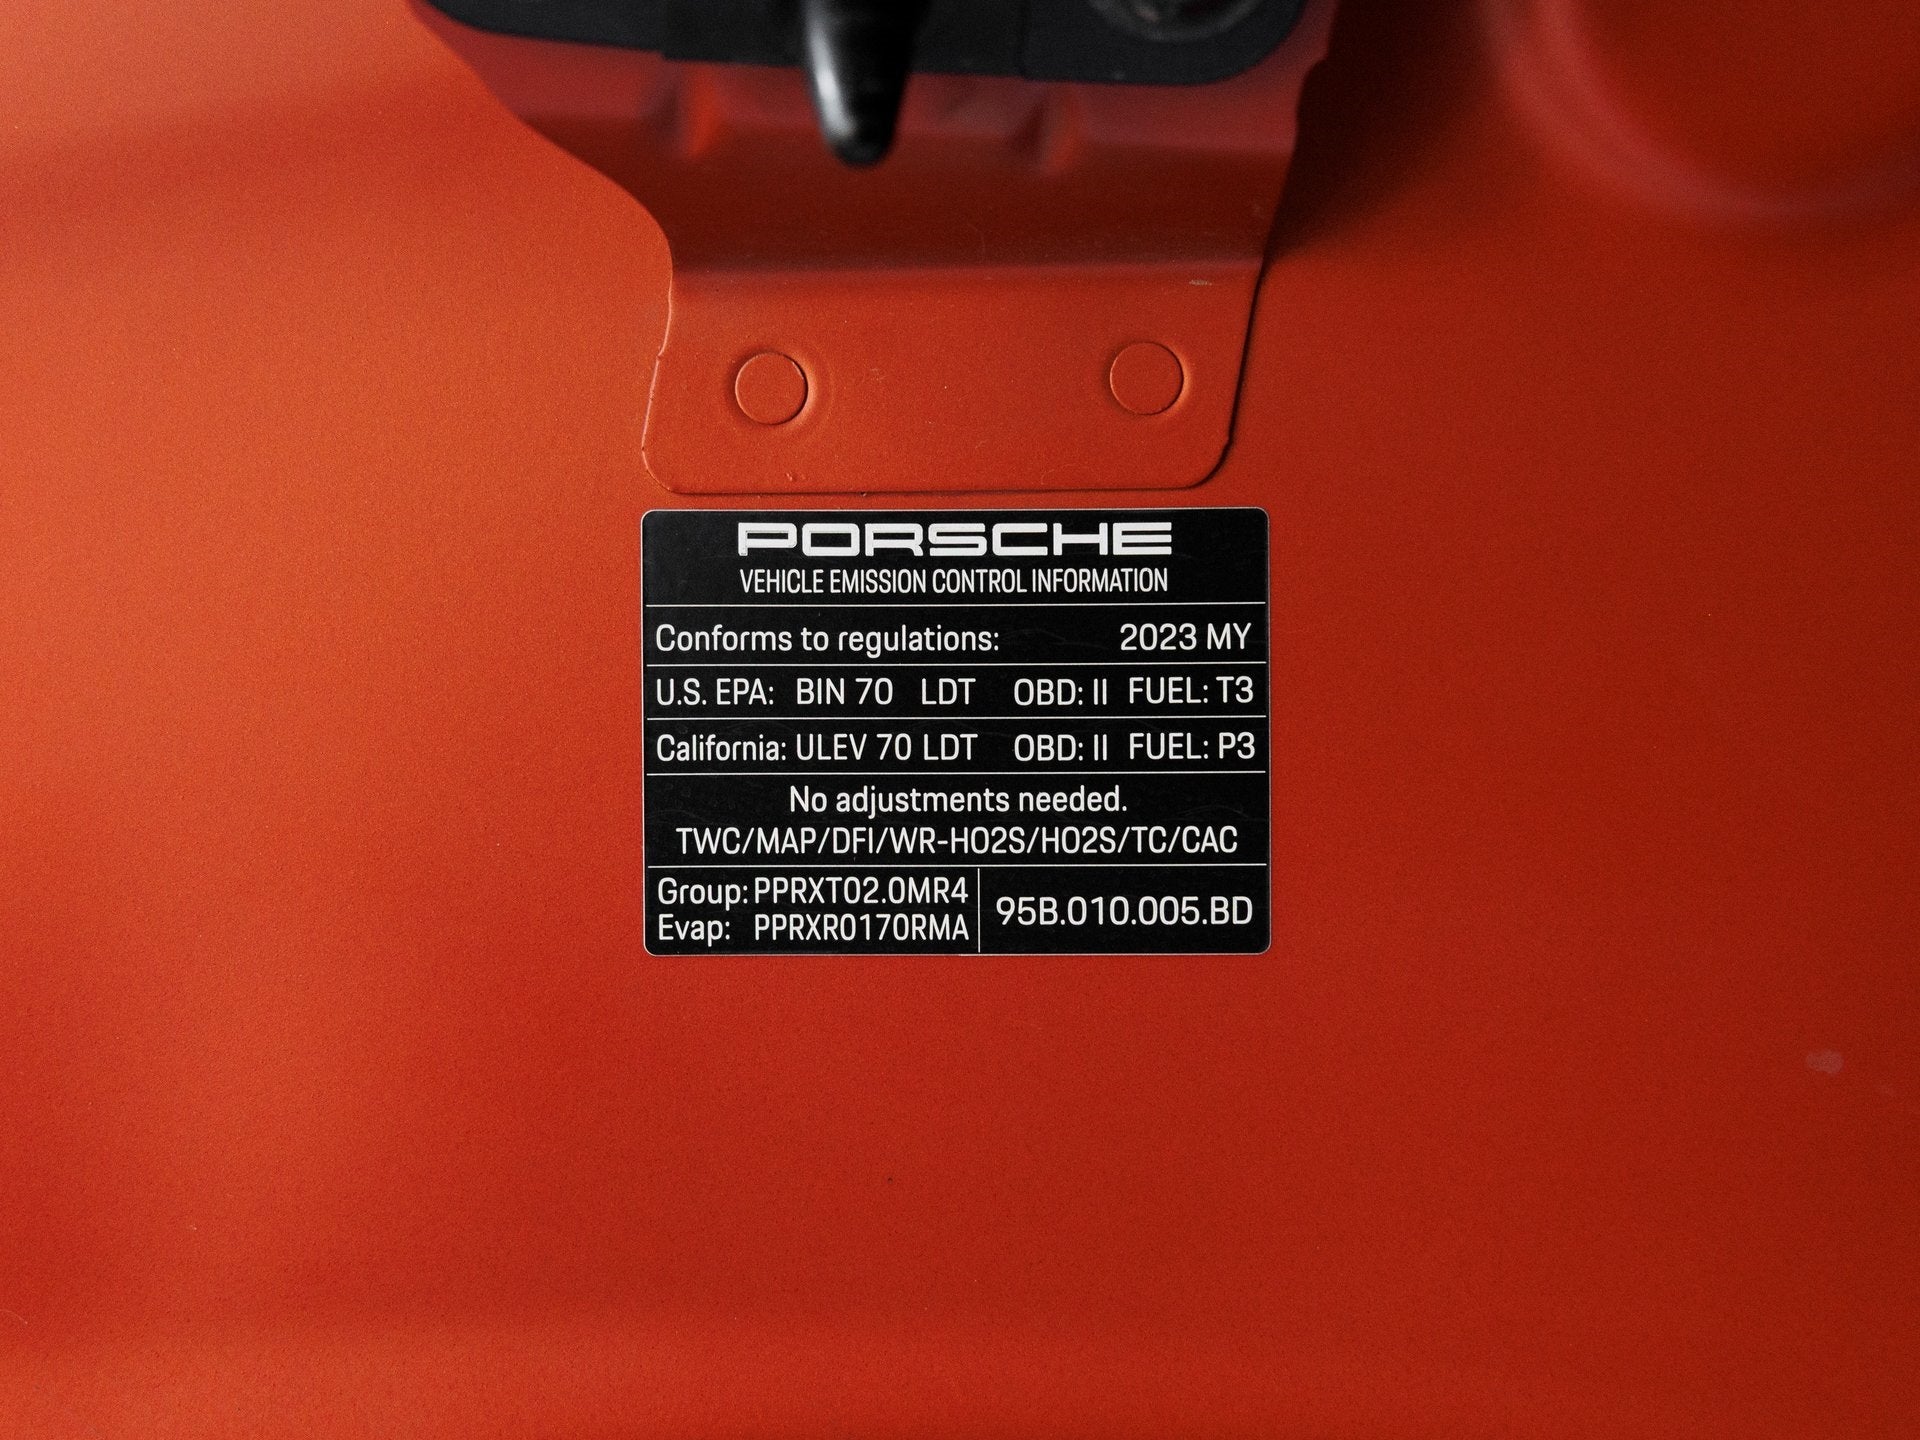 PORSCHE
VEHICLE EMISSION CONTROL INFORMATION
Conforms to regulations: 2023 MY
U.S. EPA: BIN 70 LDT OBD: II FUEL: T3
California: ULEV 70 LDT OBD: II FUEL: P3
No adjustments needed.
TWC/MAP/DFI/WR-HO2S/HO2S/TC/CAC
Group: PPRXT02.0MR4
Evap: PPRXR0170RMA
95B.010.005.BD